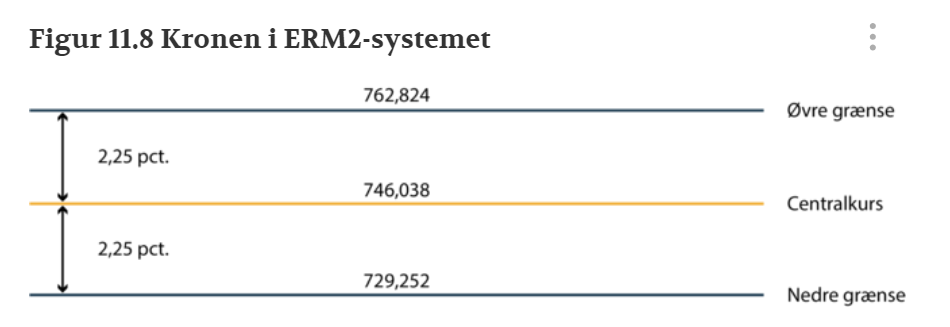 Figur 11.8 Kronen i ERM2-systemet
762,824
Øvre grænse
2,25 pct.
746,038
Centralkurs
2,25 pct.
729,252
Nedre grænse